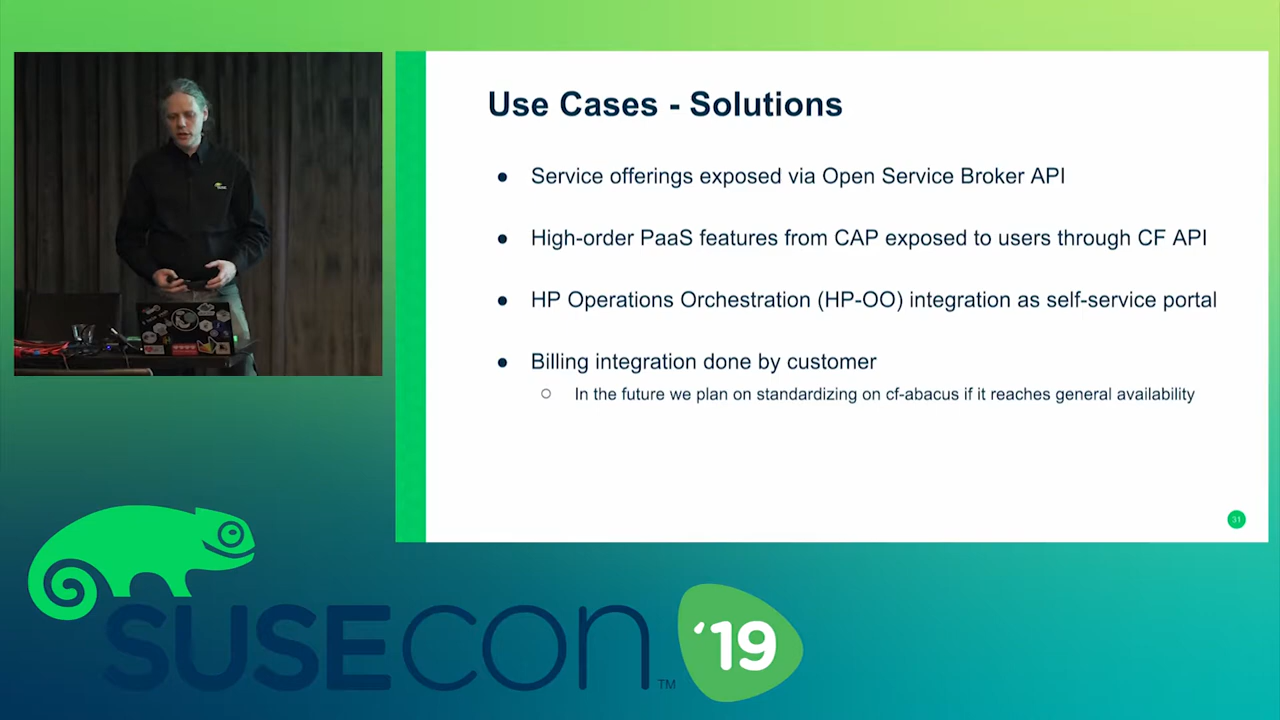 Use Cases - Solutions
● Service offerings exposed via Open Service Broker API
● High-order PaaS features from CAP exposed to users through CF API
● HP Operations Orchestration (HP-OO) integration as self-service portal
● Billing integration done by customer
○ In the future we plan on standardizing on cf-abacus if it reaches general availability
31
SUSECON ™
‘19